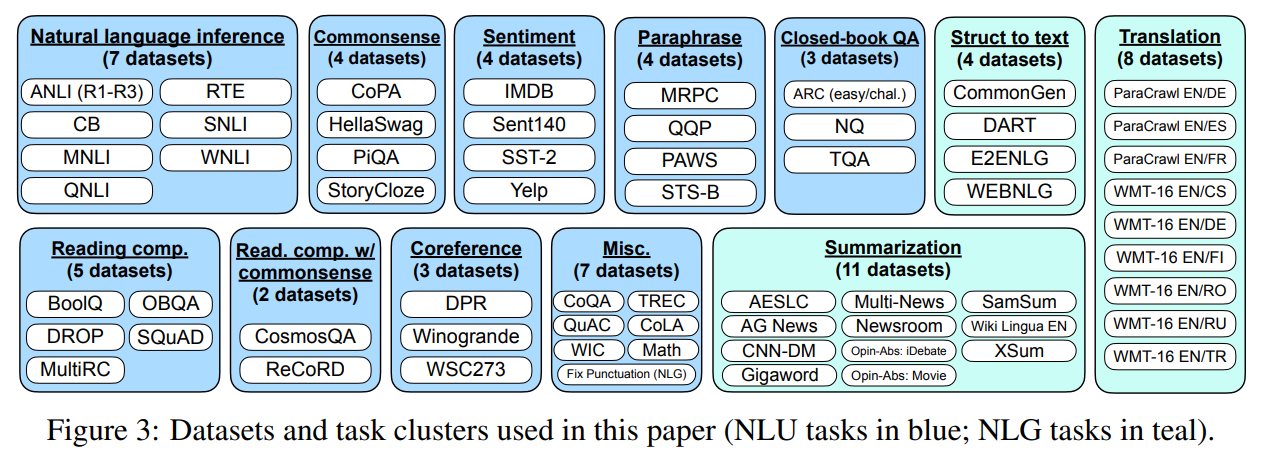 Natural language inference
(7 datasets)
ANLI (R1-R3)
RTE
CB
SNLI
MNLI
WNLI
QNLI
Commonsense
(4 datasets)
CoPA
HellaSwag
PiQA
StoryCloze
Sentiment
(4 datasets)
IMDB
Sent140
SST-2
Yelp
Paraphrase
(4 datasets)
MRPC
QQP
PAWS
STS-B
Closed-book QA
(3 datasets)
ARC (easy/chal.)
NQ
TQA
Struct to text
(4 datasets)
CommonGen
DART
E2ENLG
WEBNLG
Translation
(8 datasets)
ParaCrawl EN/DE
ParaCrawl EN/ES
ParaCrawl EN/FR
WMT-16 EN/CS
WMT-16 EN/DE
WMT-16 EN/FI
WMT-16 EN/RO
WMT-16 EN/RU
WMT-16 EN/TR
Reading comp.
(5 datasets)
BoolQ
OBQA
DROP
SQuAD
MultiRC
Read. comp. w/
commonsense
(2 datasets)
CosmosQA
ReCoRD
Coreference
(3 datasets)
DPR
Winogrande
WSC273
Misc.
(7 datasets)
CoQA
TREC
QuAC
CoLA
WIC
Math
Fix Punctuation (NLG)
Summarization
(11 datasets)
AESLC
Multi-News
SamSum
AG News
Newsroom
Wiki Lingua EN
CNN-DM
Opin-Abs: iDebate
XSum
Gigaword
Opin-Abs: Movie
Figure 3: Datasets and task clusters used in this paper (NLU tasks in blue; NLG tasks in teal).